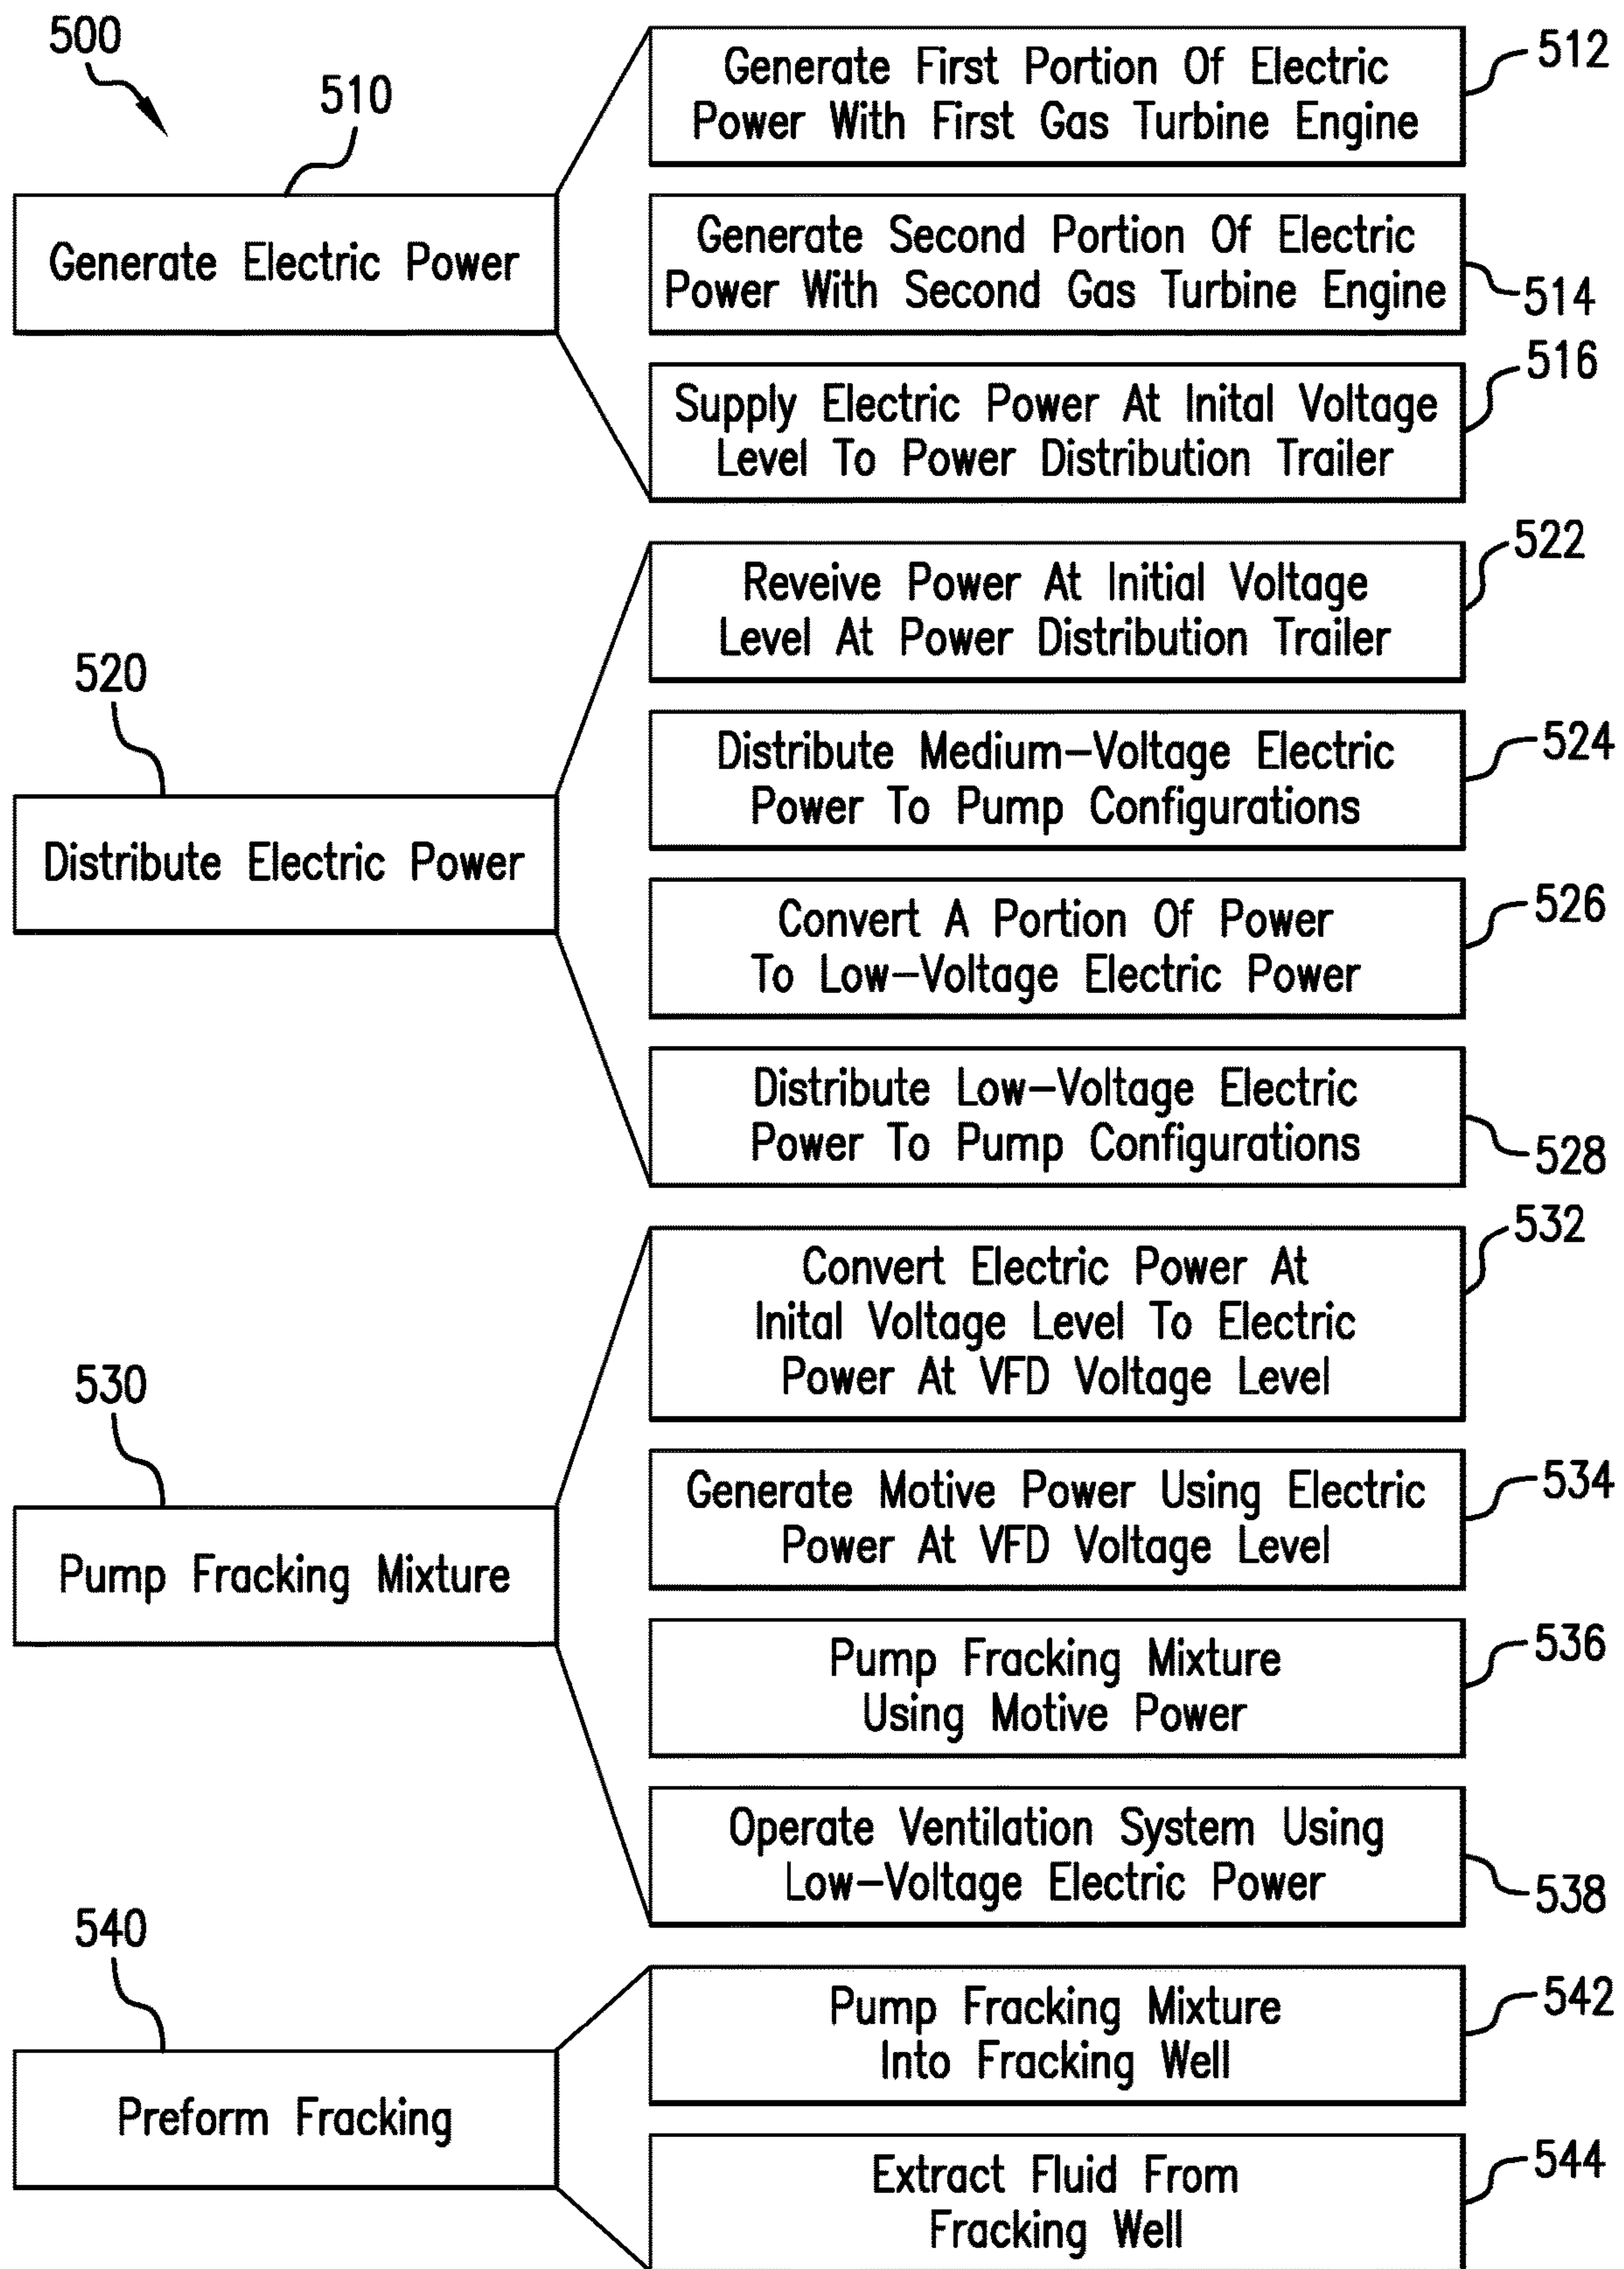 500
510
Generate Electric Power
512
Generate First Portion Of Electric
Power With First Gas Turbine Engine
514
Generate Second Portion Of Electric
Power With Second Gas Turbine Engine
516
Supply Electric Power At Inital Voltage
Level To Power Distribution Trailer
520
Distribute Electric Power
522
Reveive Power At Initial Voltage
Level At Power Distribution Trailer
524
Distribute Medium-Voltage Electric
Power To Pump Configurations
526
Convert A Portion Of Power
To Low-Voltage Electric Power
528
Distribute Low-Voltage Electric
Power To Pump Configurations
530
Pump Fracking Mixture
532
Convert Electric Power At
Inital Voltage Level To Electric
Power At VFD Voltage Level
534
Generate Motive Power Using Electric
Power At VFD Voltage Level
536
Pump Fracking Mixture
Using Motive Power
538
Operate Ventilation System Using
Low-Voltage Electric Power
540
Preform Fracking
542
Pump Fracking Mixture
Into Fracking Well
544
Extract Fluid From
Fracking Well